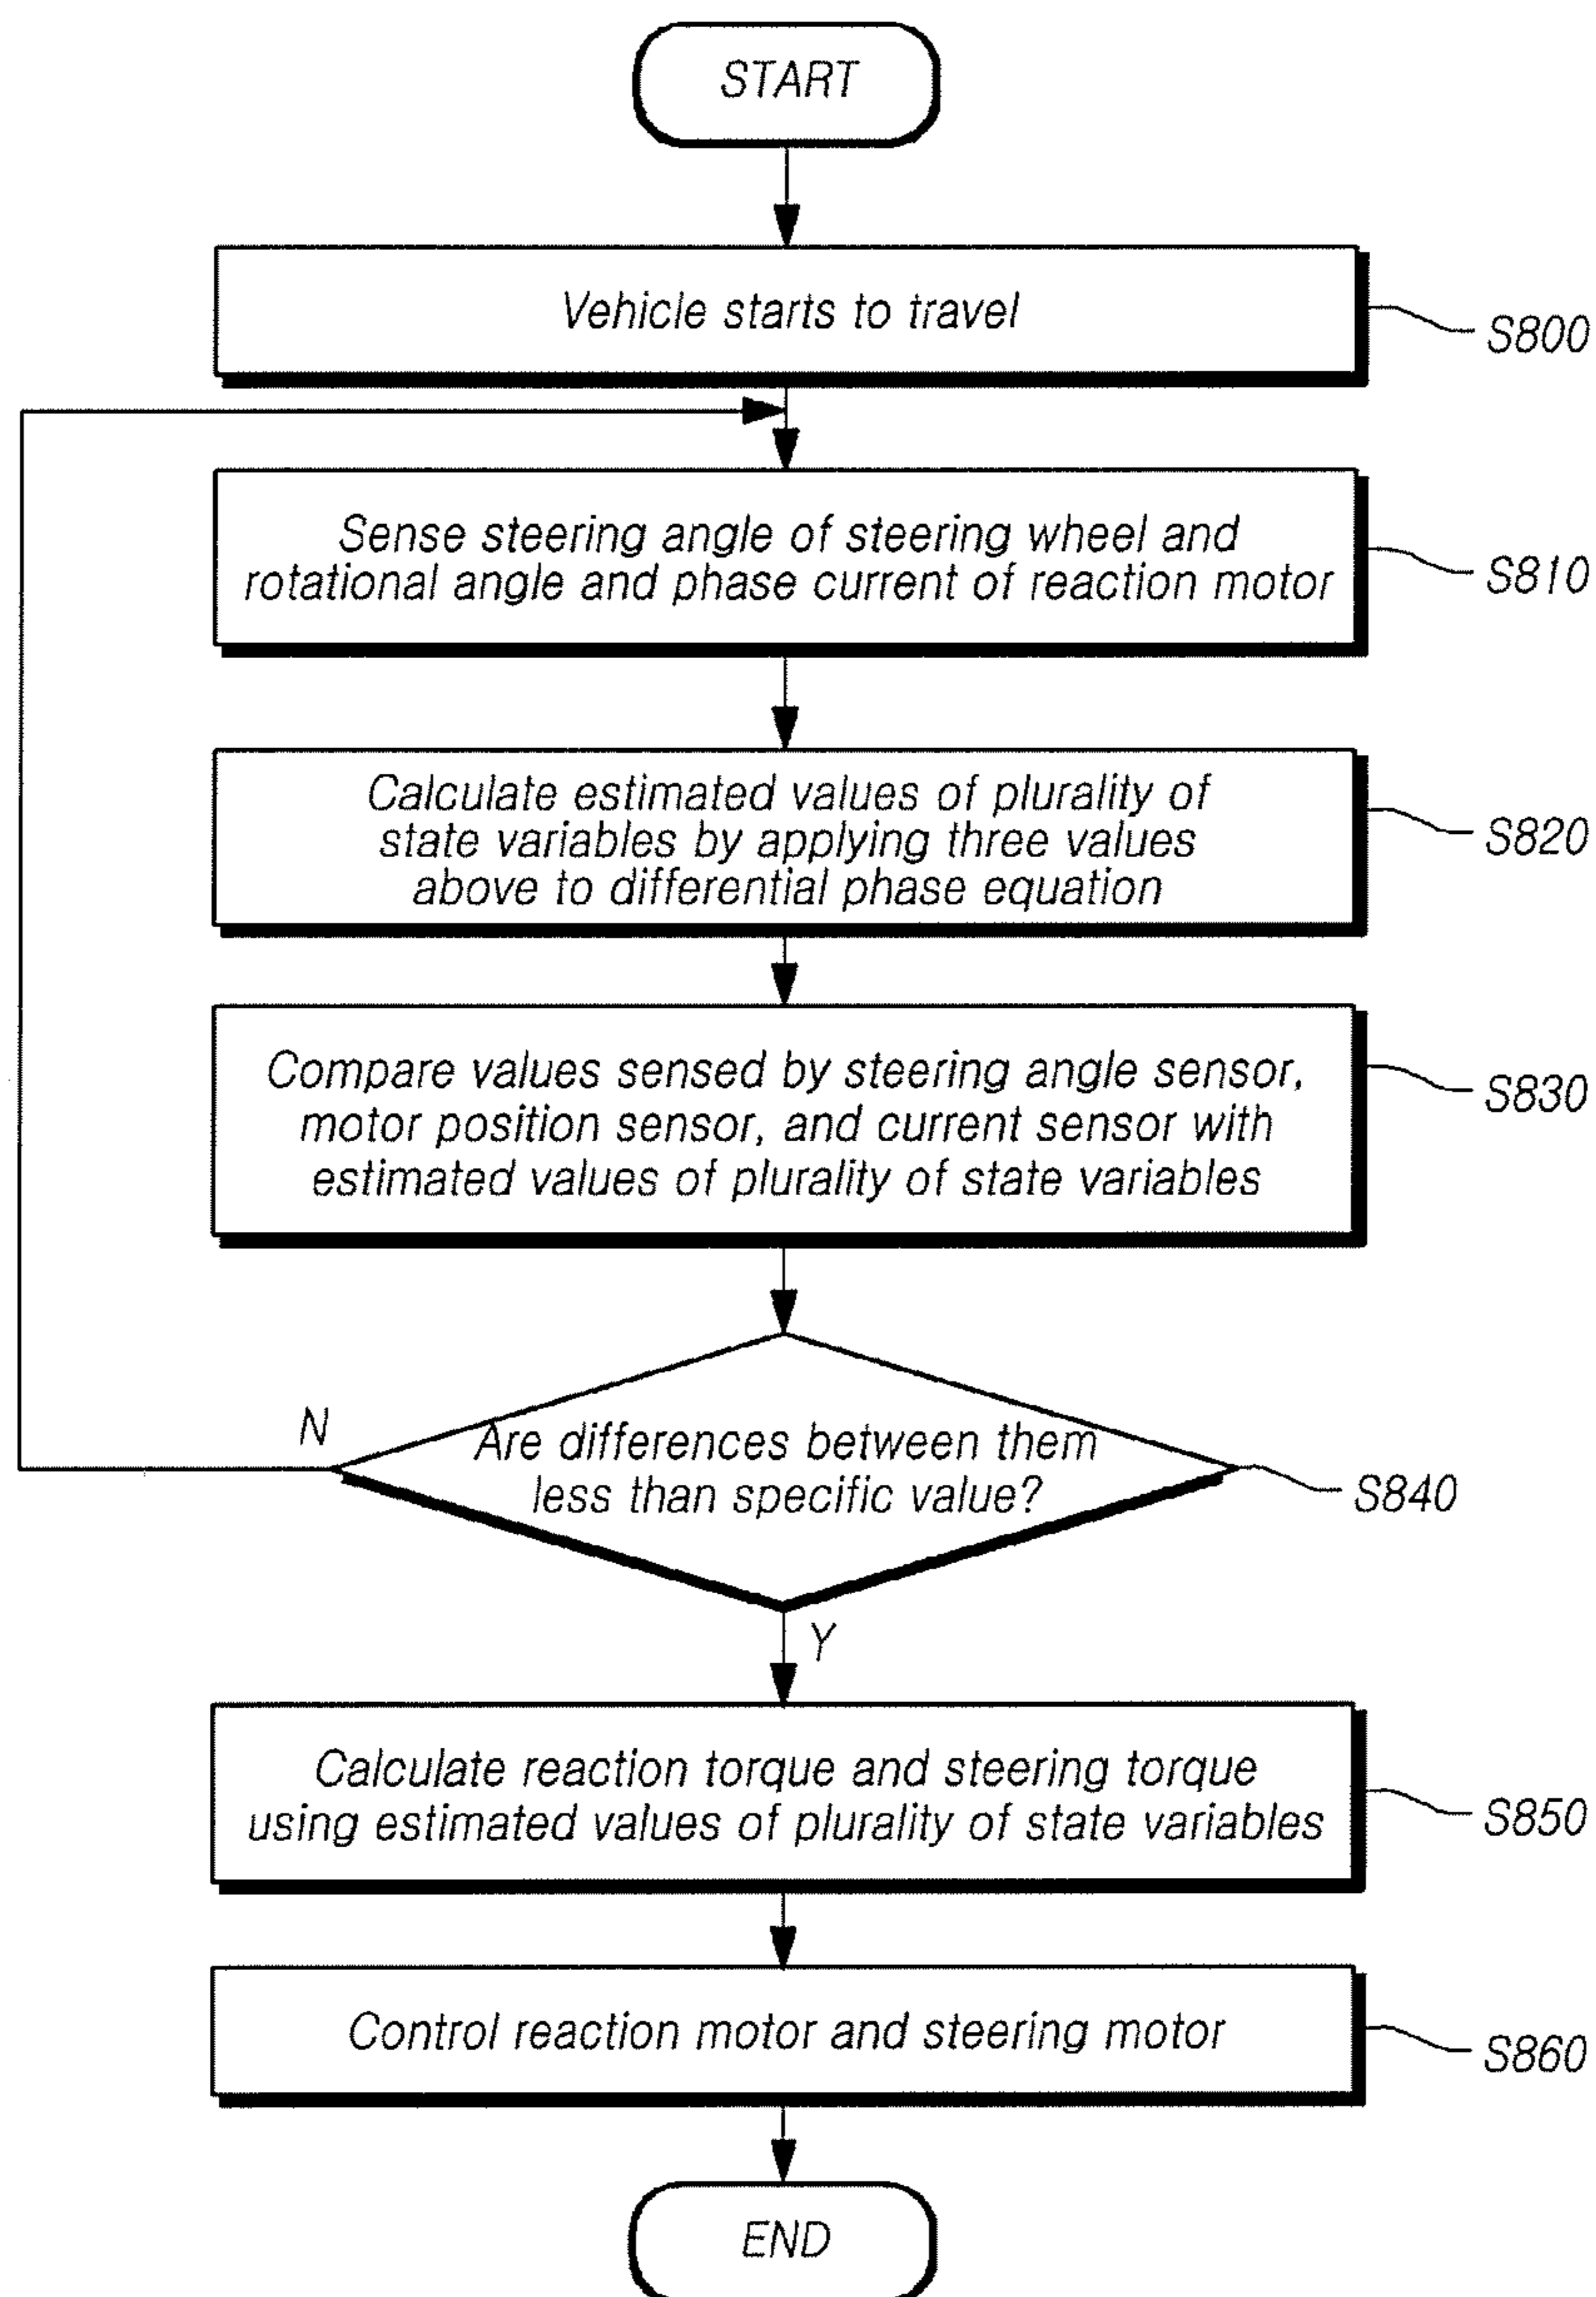 START
Vehicle starts to travel
S800
Sense steering angle of steering wheel and
rotational angle and phase current of reaction motor
S810
Calculate estimated values of plurality of
state variables by applying three values
above to differential phase equation
S820
Compare values sensed by steering angle sensor,
motor position sensor, and current sensor with
estimated values of plurality of state variables
S830
N
Are differences between them
less than specific value?
S840
Y
Calculate reaction torque and steering torque
using estimated values of plurality of state variables
S850
Control reaction motor and steering motor
S860
END